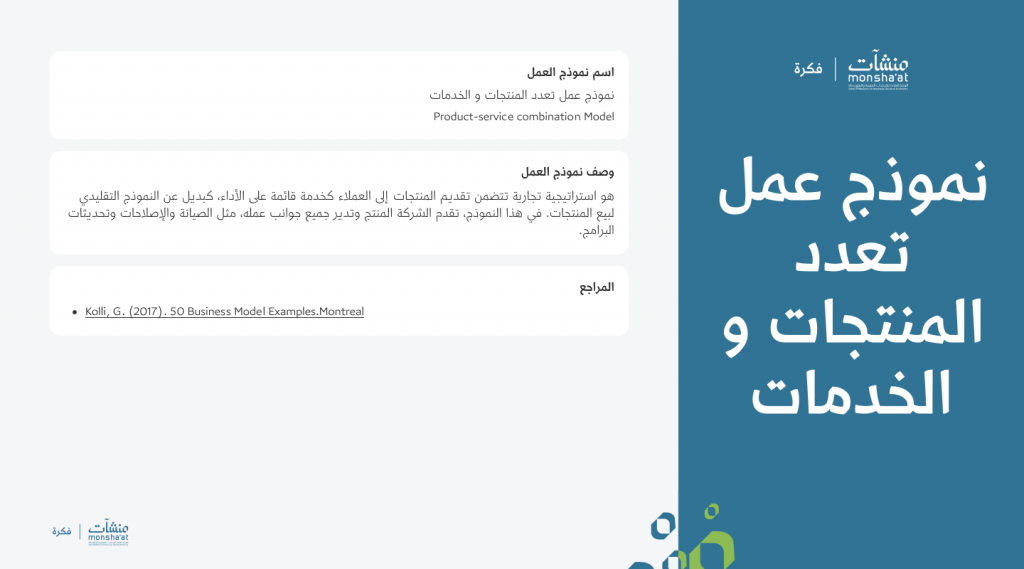 منشآت
monsha'at
فكرة
نموذج عمل
تعدد
المنتجات و
الخدمات
اسم نموذج العمل
نموذج عمل تعدد المنتجات و الخدمات
Product-service combination Model
وصف نموذج العمل
هو استراتيجية تجارية تتضمن تقديم المنتجات إلى العملاء كخدمة قائمة على الأداء، كبديل عن النموذج التقليدي
لبيع المنتجات. في هذا النموذج، تقدم الشركة المنتج وتدير جميع جوانب عمله، مثل الصيانة والإصلاحات وتحديثات
البرامج.
المراجع
• Kolli, G. (2017). 50 Business Model Examples.Montreal
منشآت
monsha'at
فكرة